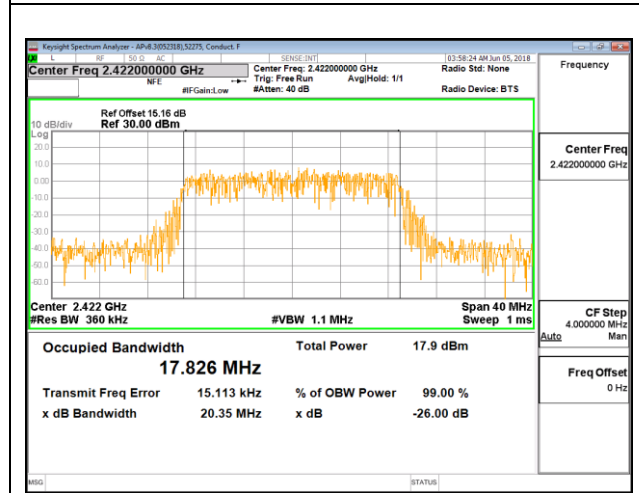 Keysight Spectrum Analyzer - APv8.3(052318),52275, Conduct. F
L RF 50 Ω AC SENSE:INT 03:58:24 AM Jun 05, 2018
Center Freq 2.422000000 GHz
NFE
#IFGain:Low
Center Freq: 2.422000000 GHz
Trig: Free Run Avg|Hold: 1/1
#Atten: 40 dB
Radio Std: None
Radio Device: BTS
Frequency
Ref Offset 15.16 dB
10 dB/div Ref 30.00 dBm
Log
20.0
10.0
0.00
-10.0
-20.0
-30.0
-40.0
-50.0
-60.0
Center 2.422 GHz Span 40 MHz
#Res BW 360 kHz #VBW 1.1 MHz Sweep 1 ms
Occupied Bandwidth Total Power 17.9 dBm
17.826 MHz
Transmit Freq Error 15.113 kHz % of OBW Power 99.00 %
x dB Bandwidth 20.35 MHz x dB -26.00 dB
Center Freq
2.422000000 GHz
CF Step
4.000000 MHz
Auto Man
Freq Offset
0 Hz
MSG STATUS